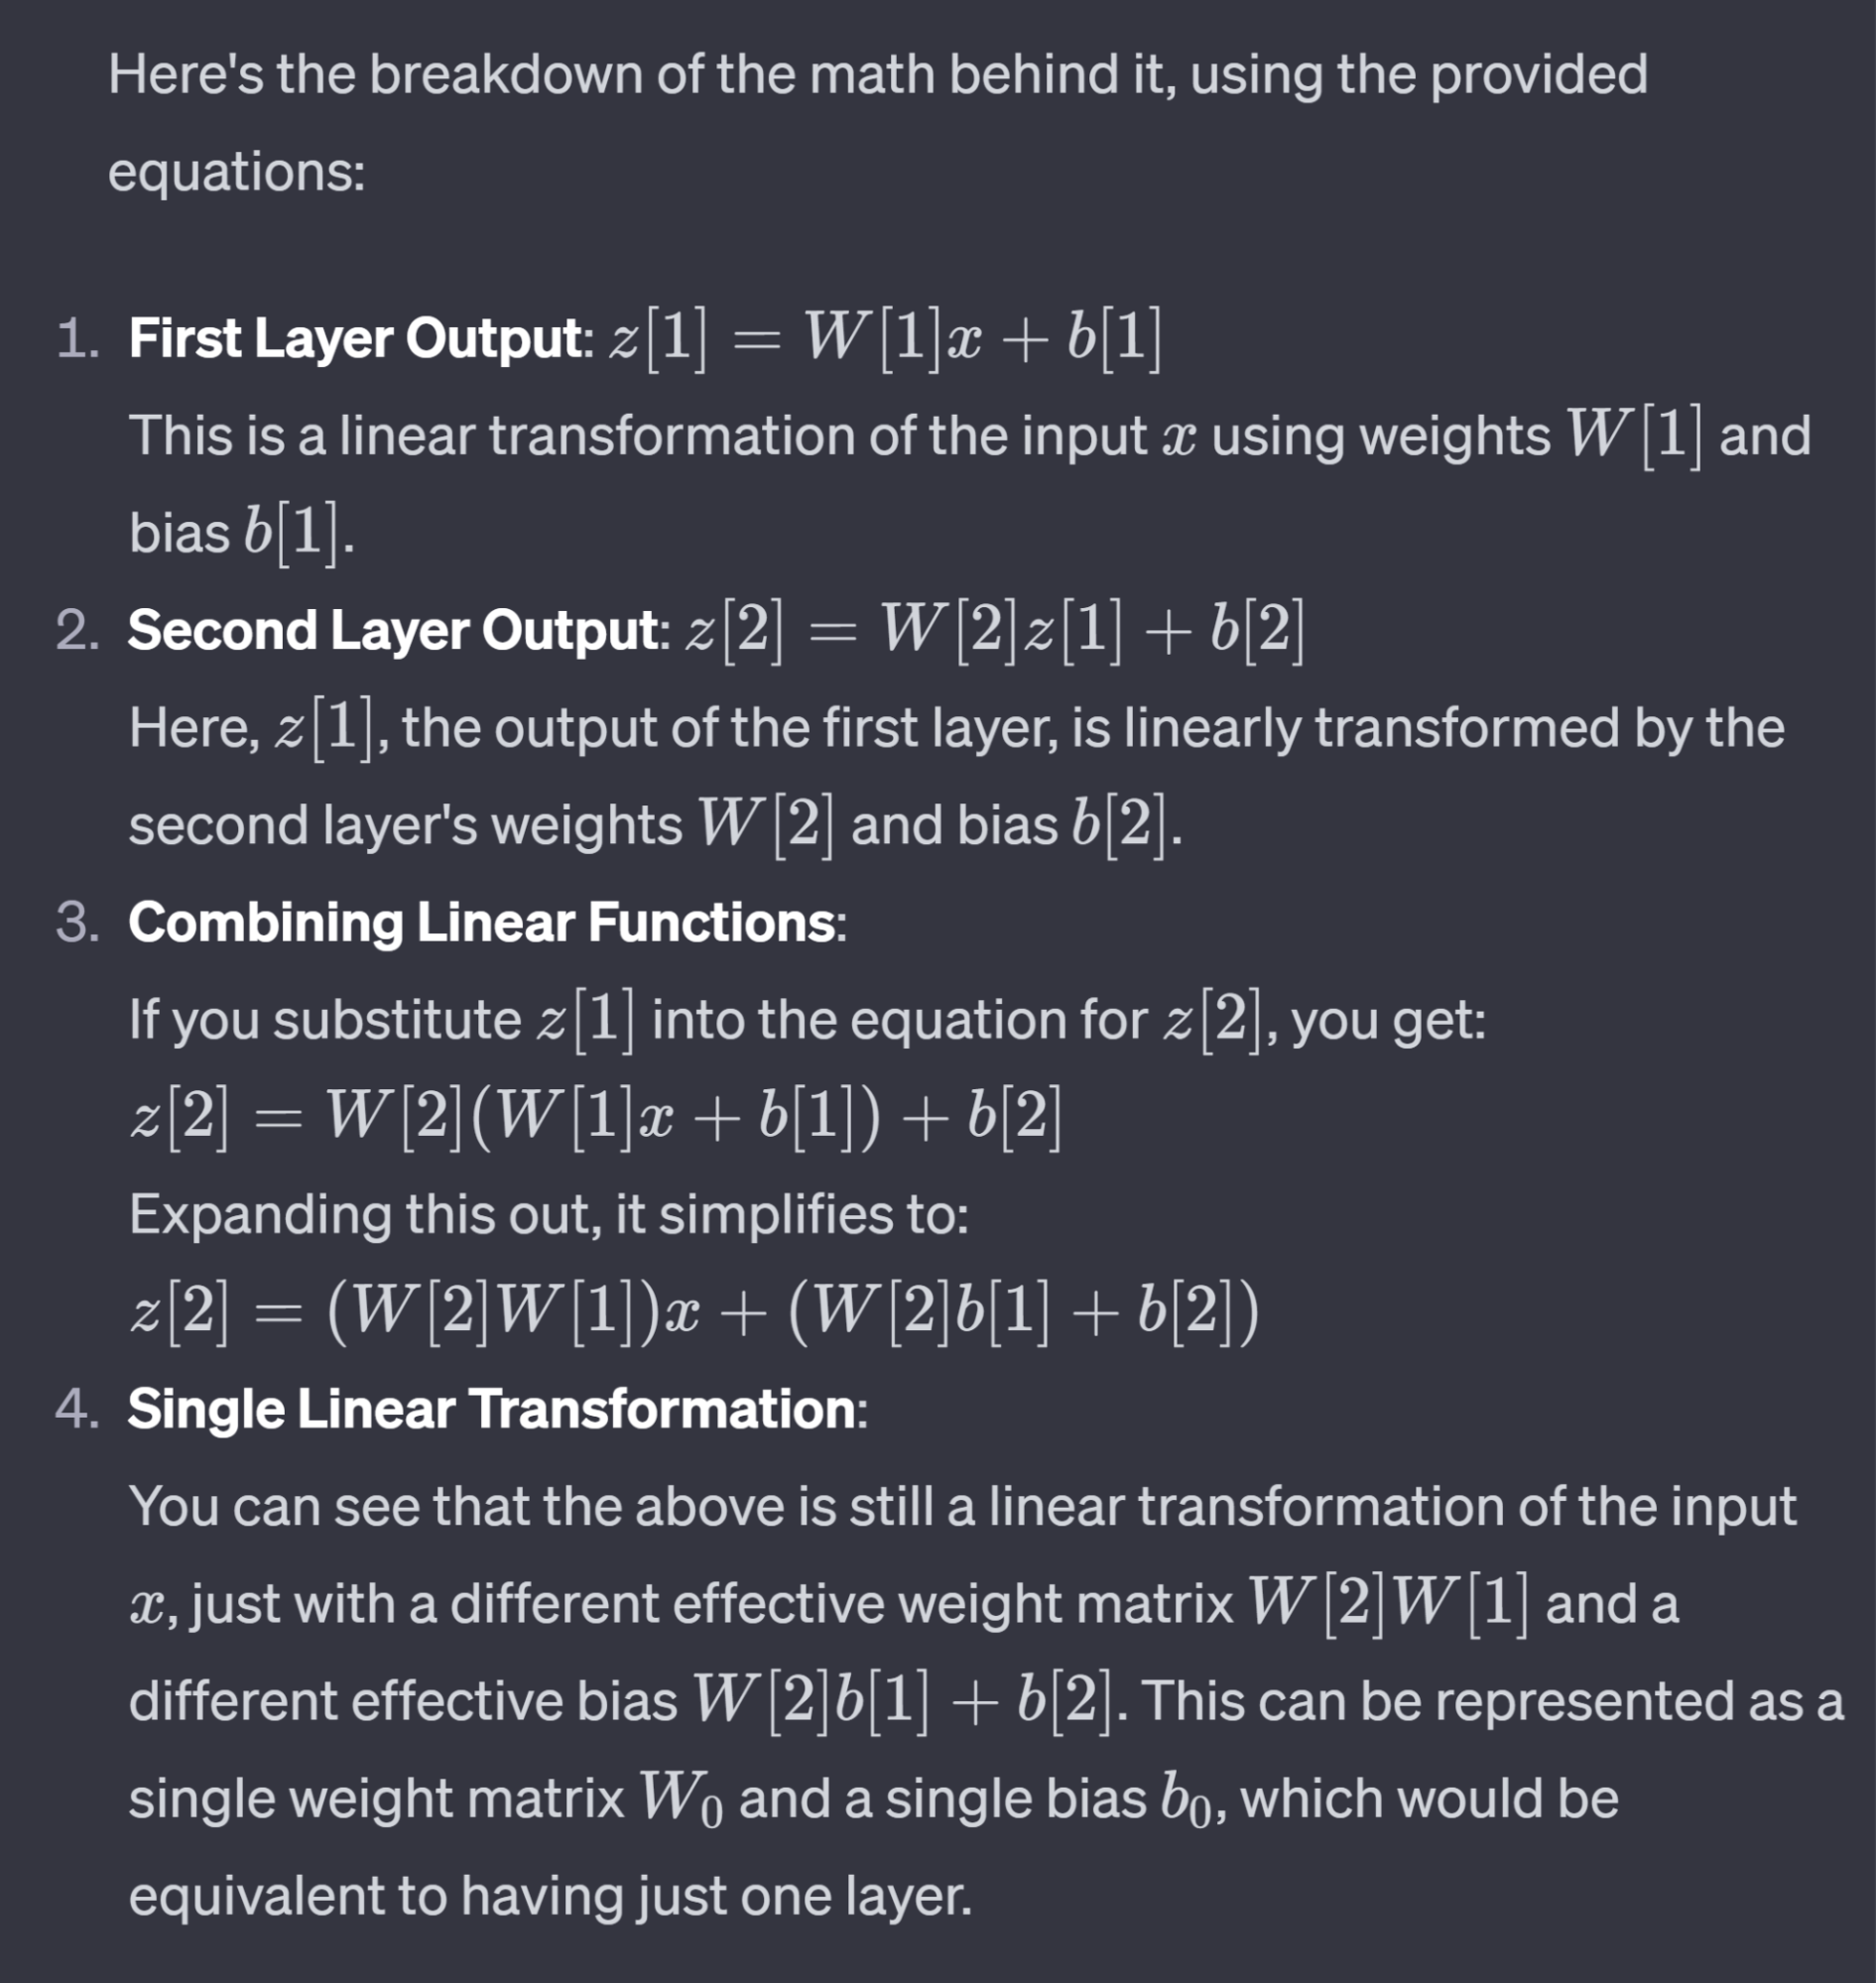 Here's the breakdown of the math behind it, using the provided
equations:
1. First Layer Output: z[1] = W[1]x + b[1]
This is a linear transformation of the input x using weights W[1] and
bias b[1].
2. Second Layer Output: z[2] = W[2]z[1] + b[2]
Here, z[1], the output of the first layer, is linearly transformed by the
second layer's weights W[2] and bias b[2].
3. Combining Linear Functions:
If you substitute z[1] into the equation for z[2], you get:
z[2] = W[2](W[1]x + b[1]) + b[2]
Expanding this out, it simplifies to:
z[2] = (W[2]W[1])x + (W[2]b[1] + b[2])
4. Single Linear Transformation:
You can see that the above is still a linear transformation of the input
x, just with a different effective weight matrix W[2]W[1] and a
different effective bias W[2]b[1] + b[2]. This can be represented as a
single weight matrix W₀ and a single bias b₀, which would be
equivalent to having just one layer.